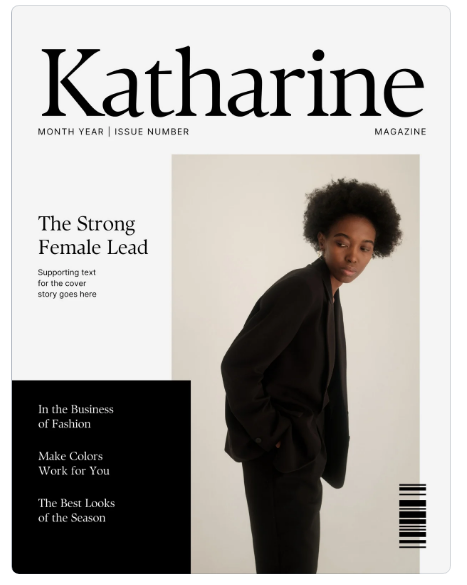 Katharine
MONTH YEAR | ISSUE NUMBER
MAGAZINE
The Strong
Female Lead
Supporting text
for the cover
story goes here
In the Business
of Fashion
Make Colors
Work for You
The Best Looks
of the Season